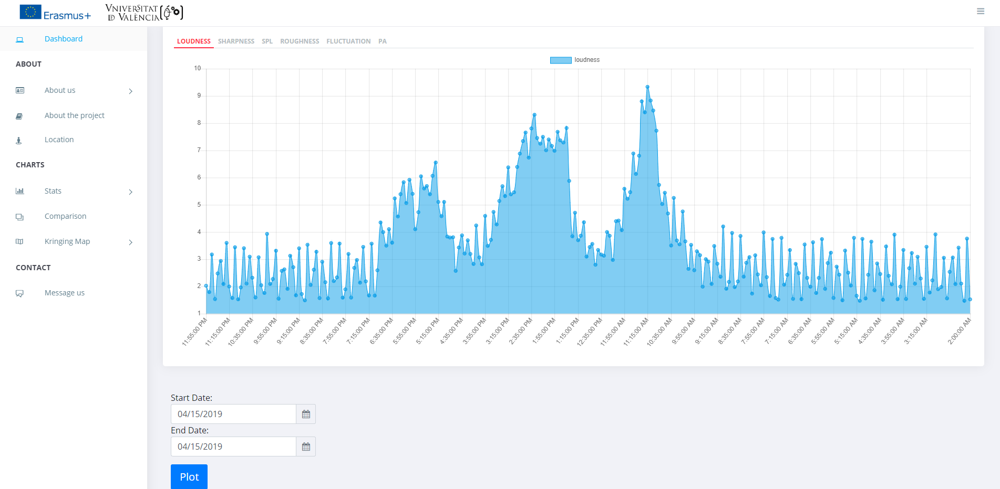 Erasmus+
VNIVERSITAT
DE VALÈNCIA
Dashboard
ABOUT
About us
About the project
Location
CHARTS
Stats
Comparison
Kringing Map
CONTACT
Message us
LOUDNESS SHARPNESS SPL ROUGHNESS FLUCTUATION PA
loudness
10
9
8
7
6
5
4
3
2
1
11:55:00 PM 11:15:00 PM 10:35:00 PM 9:55:00 PM 9:15:00 PM 8:35:00 PM 7:55:00 PM 7:15:00 PM 6:35:00 PM 5:55:00 PM 5:15:00 PM 4:35:00 PM 3:55:00 PM 3:15:00 PM 2:35:00 PM 1:55:00 PM 1:15:00 PM 12:35:00 PM 11:55:00 AM 11:15:00 AM 10:35:00 AM 9:55:00 AM 9:15:00 AM 8:35:00 AM 7:55:00 AM 7:15:00 AM 6:35:00 AM 5:55:00 AM 5:15:00 AM 4:35:00 AM 3:55:00 AM 3:15:00 AM 2:00:00 AM
Start Date:
04/15/2019
End Date:
04/15/2019
Plot